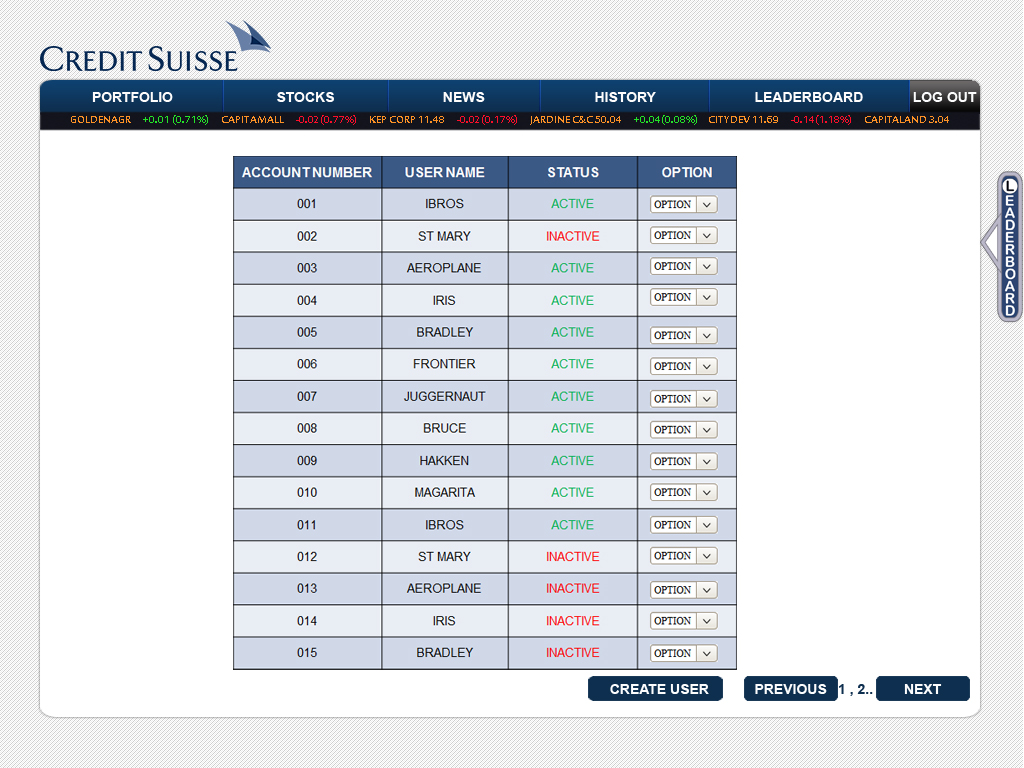 CREDIT SUISSE
PORTFOLIO STOCKS NEWS HISTORY LEADERBOARD LOG OUT
GOLDENAGR +0.01 (0.71%) CAPITAMALL -0.02(0.77%) KEP CORP 11.48 -0.02(0.17%) JARDINE C&C 50.04 +0.04(0.08%) CITYDEV 11.69 -0.14(1.18%) CAPITALAND 3.04
ACCOUNT NUMBER USER NAME STATUS OPTION
001 IBROS ACTIVE OPTION
002 ST MARY INACTIVE OPTION
003 AEROPLANE ACTIVE OPTION
004 IRIS ACTIVE OPTION
005 BRADLEY ACTIVE OPTION
006 FRONTIER ACTIVE OPTION
007 JUGGERNAUT ACTIVE OPTION
008 BRUCE ACTIVE OPTION
009 HAKKEN ACTIVE OPTION
010 MAGARITA ACTIVE OPTION
011 IBROS ACTIVE OPTION
012 ST MARY INACTIVE OPTION
013 AEROPLANE INACTIVE OPTION
014 IRIS INACTIVE OPTION
015 BRADLEY INACTIVE OPTION
CREATE USER PREVIOUS 1 , 2.. NEXT
LEADERBOARD